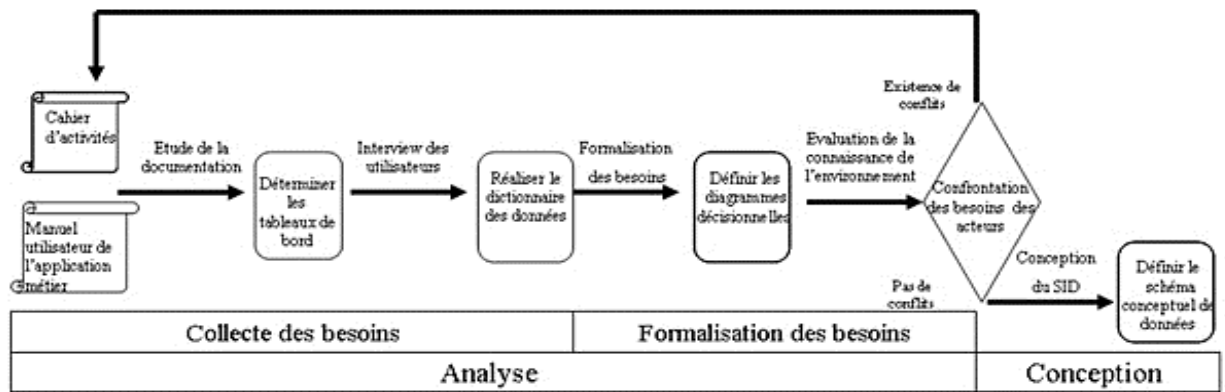 Existence de
conflits
Cahier
d'activités
Etude de la
documentation
Interview des
utilisateurs
Formalisation
des besoins
Evaluation de la
connaissance de
l'environnement
Déterminer
les
tableaux de
bord
Réaliser le
dictionnaire
des données
Définir les
diagrammes
décisionnelles
Confrontation
des besoins des
acteurs
Manuel
utilisateur de
l'application
métier
Pas de
conflits
Conception
du SID
Définir le
schéma
conceptuel de
données
Collecte des besoins
Formalisation des besoins
Analyse
Conception